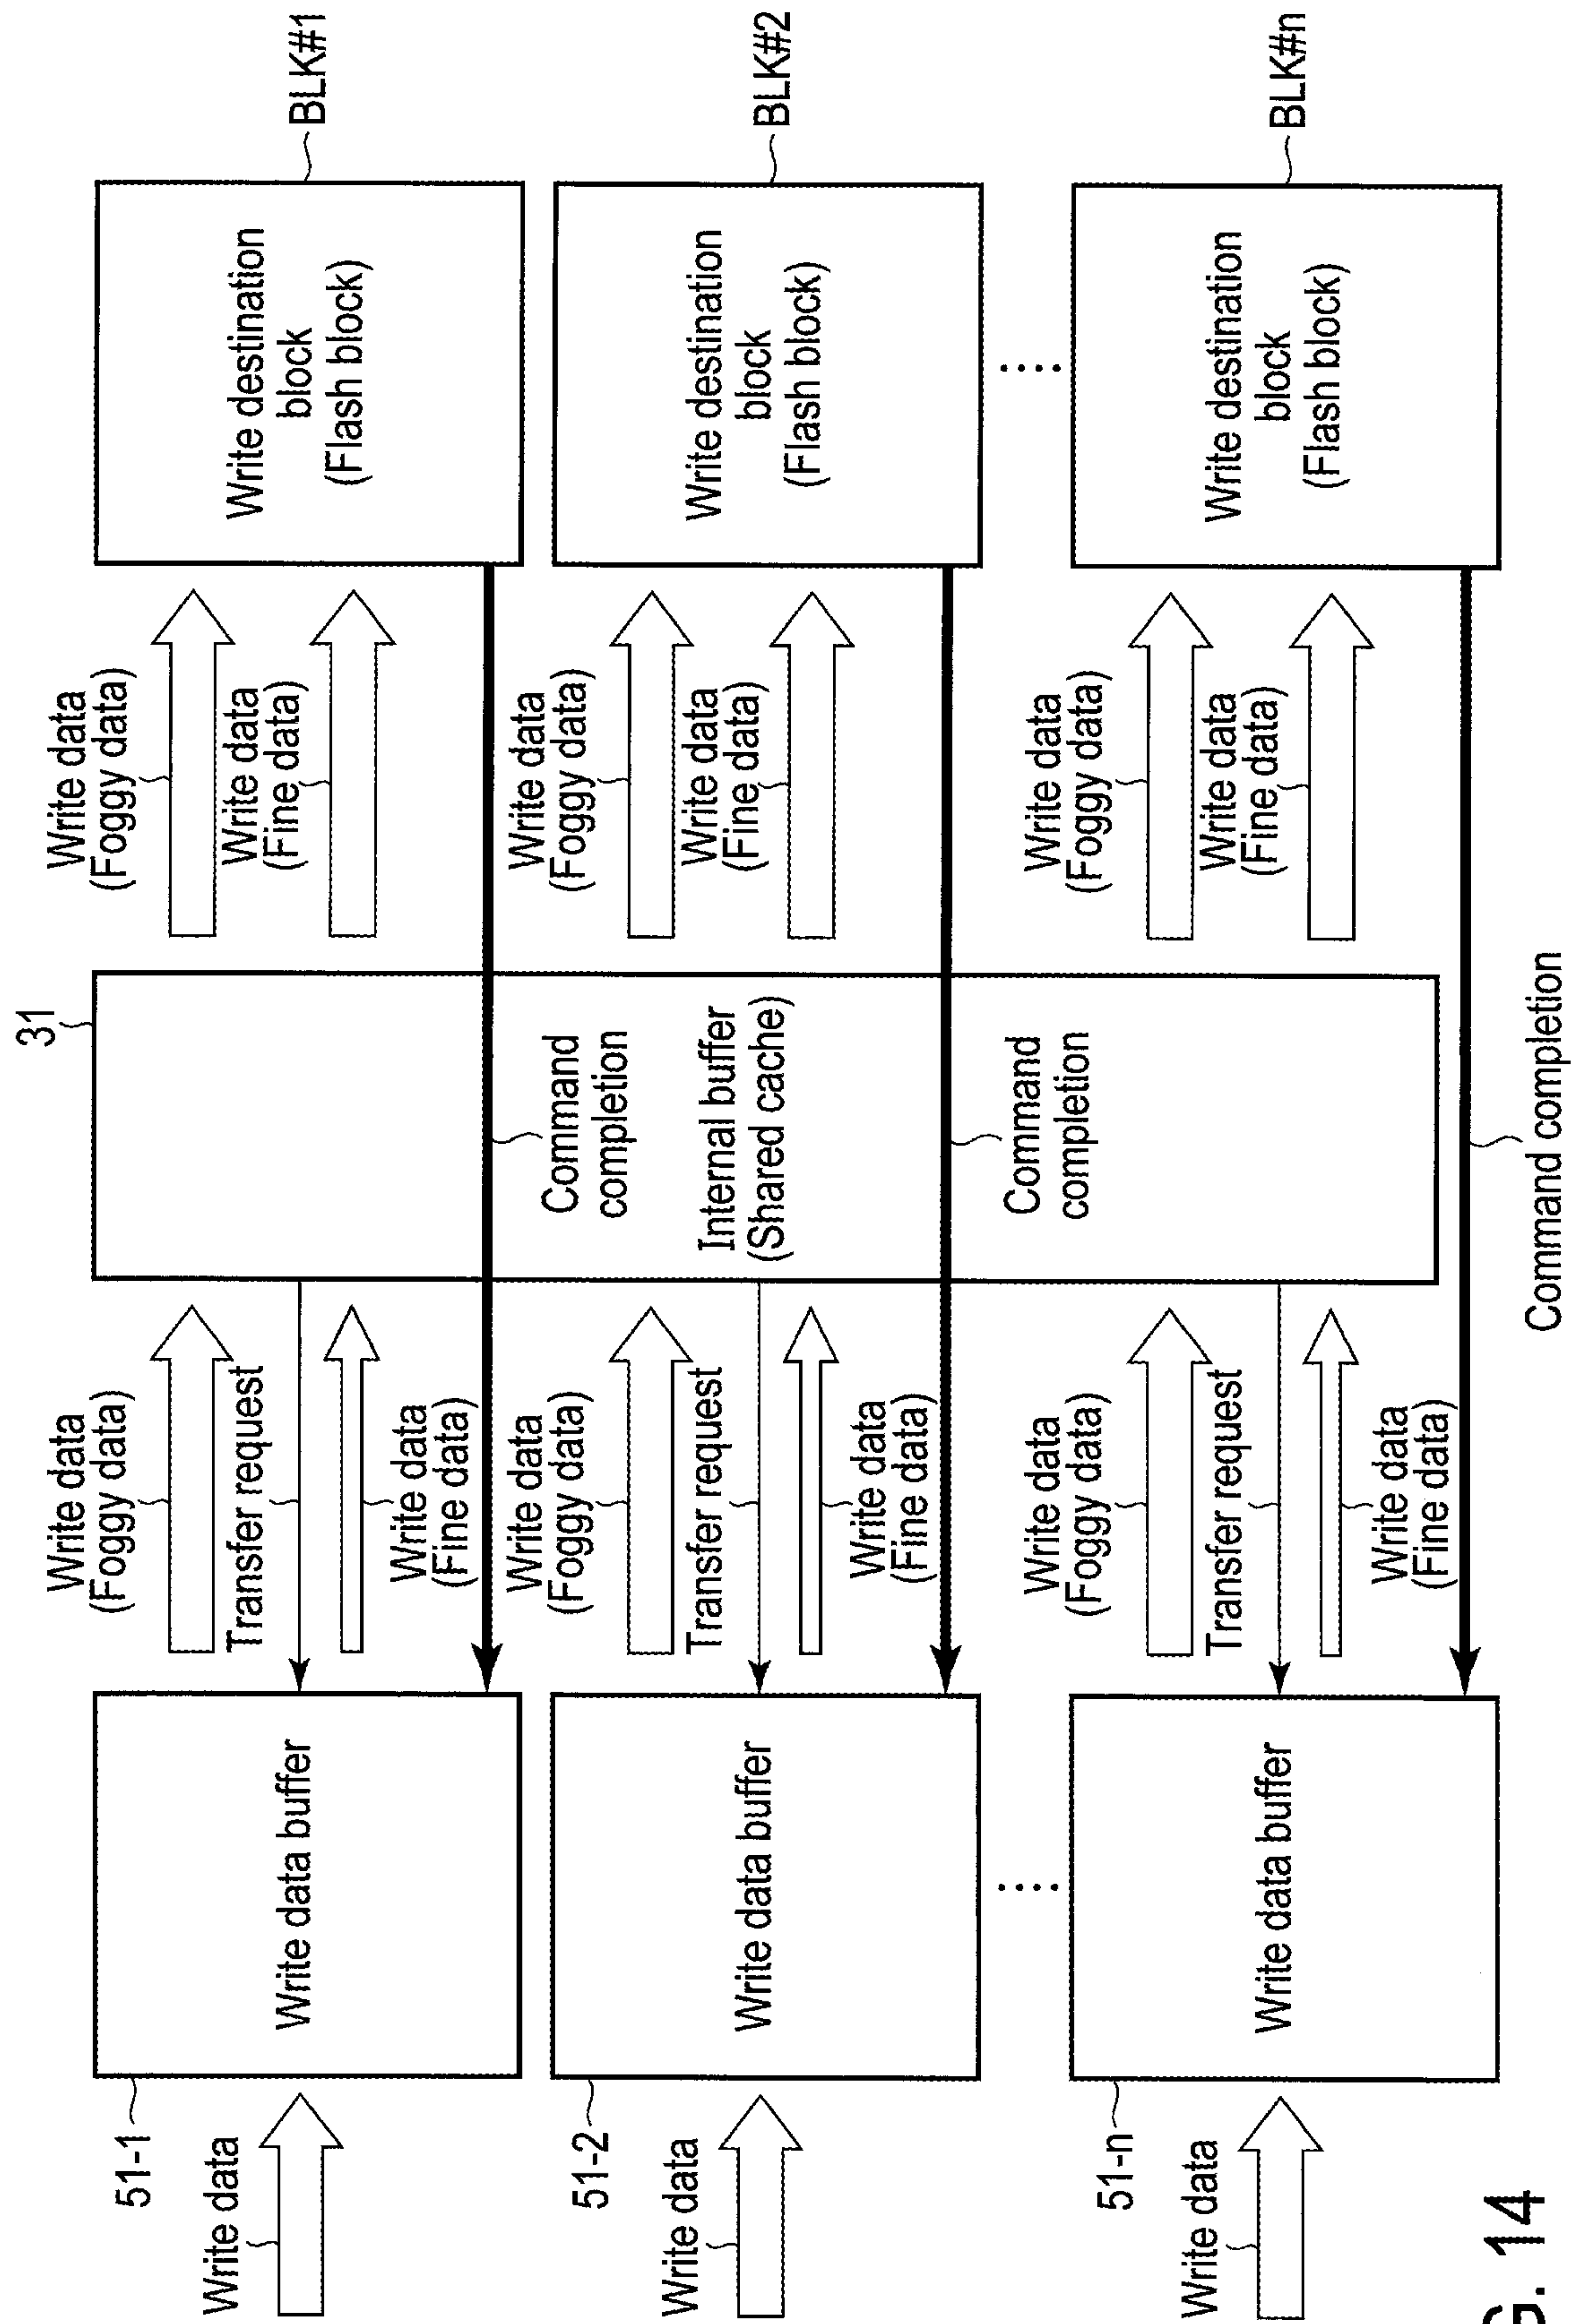 31
Write data
51-1
Write data buffer
Write data
(Foggy data)
Transfer request
Write data
(Fine data)
Command
completion
Write data
(Foggy data)
Write data
(Fine data)
Write destination
block
(Flash block)
BLK#1
Internal buffer
(Shared cache)
Write data
51-2
Write data buffer
Write data
(Foggy data)
Transfer request
Write data
(Fine data)
Command
completion
Write data
(Foggy data)
Write data
(Fine data)
Write destination
block
(Flash block)
BLK#2
Write data
51-n
Write data buffer
Write data
(Foggy data)
Transfer request
Write data
(Fine data)
Write data
(Foggy data)
Write data
(Fine data)
Write destination
block
(Flash block)
BLK#n
Command completion
G. 14